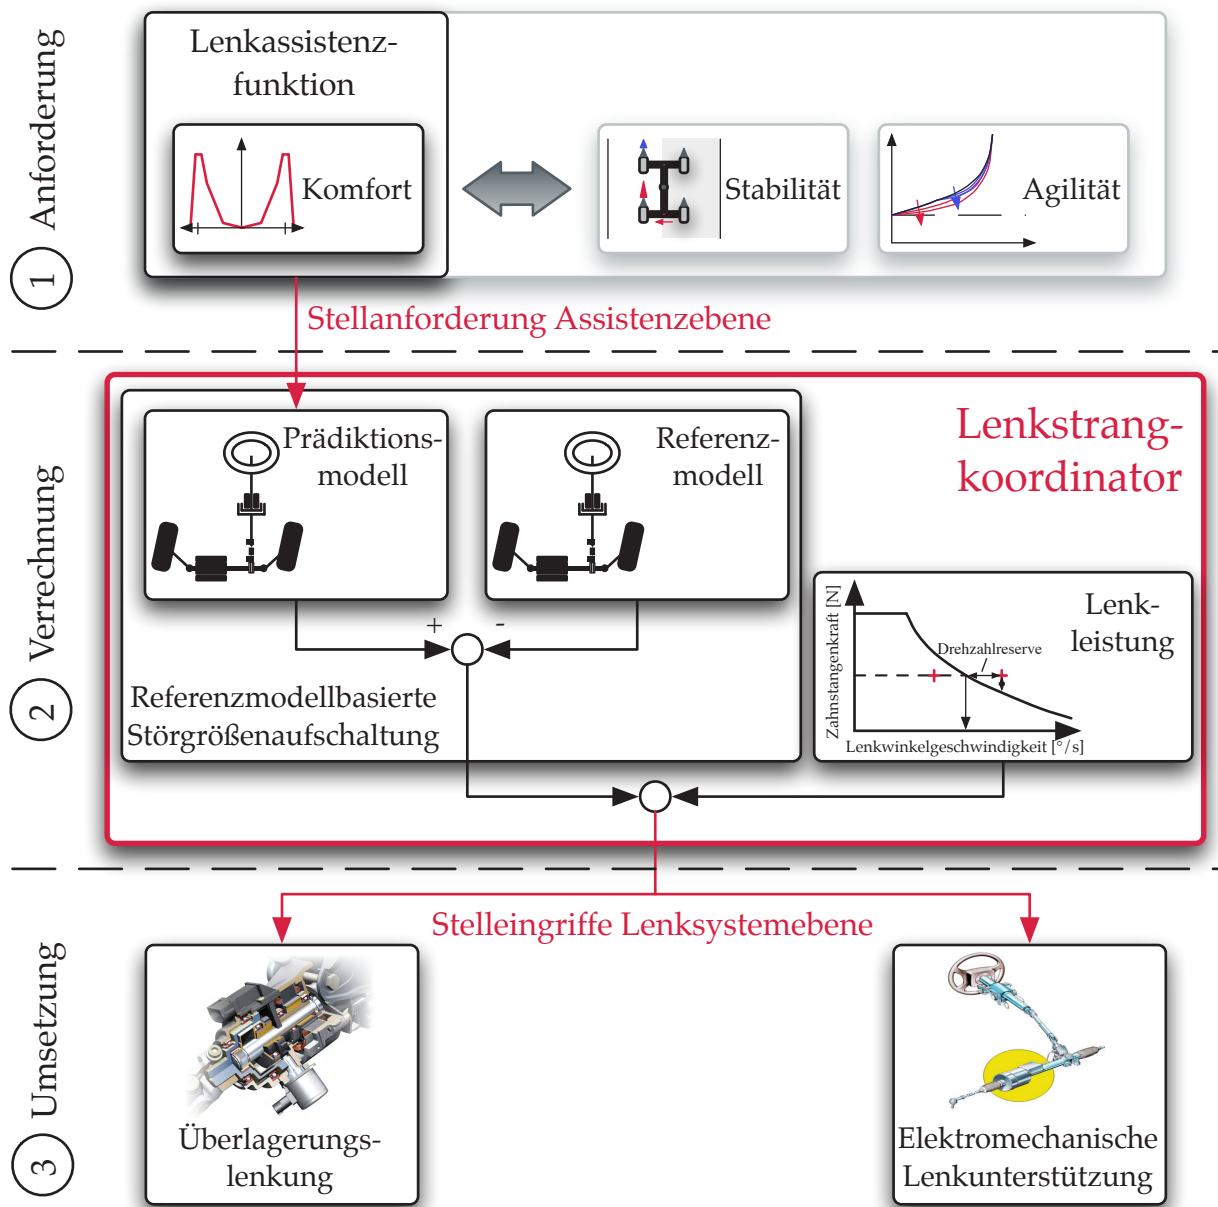 1 Anforderung
Lenkassistenz-
funktion
Komfort
Stabilität
Agilität
Stellanforderung Assistenzebene
2 Verrechnung
Lenkstrang-
koordinator
Prädiktions-
modell
Referenz-
modell
+
-
Referenzmodellbasierte
Störgrößenaufschaltung
Lenk-
leistung
Zahnstangenkraft [N]
Drehzahlreserve
Lenkwinkelgeschwindigkeit [°/s]
3 Umsetzung
Stelleingriffe Lenksystemebene
Überlagerungs-
lenkung
Elektromechanische
Lenkunterstützung